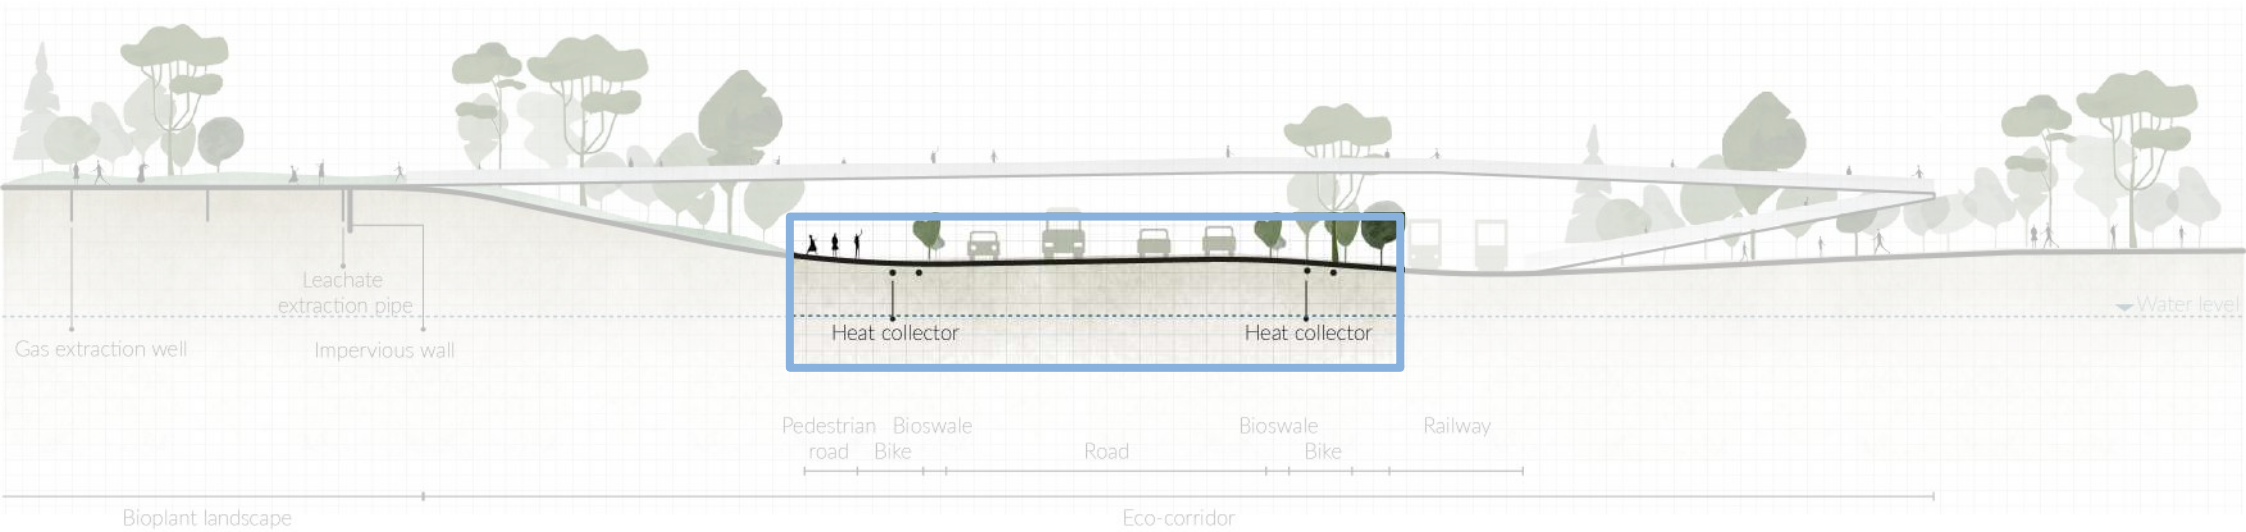 Leachate
extraction pipe
Water level
Heat collector
Heat collector
Gas extraction well
Impervious wall
Pedestrian
road
Bike
Bioswale
Road
Bioswale
Bike
Railway
Bioplant landscape
Eco-corridor